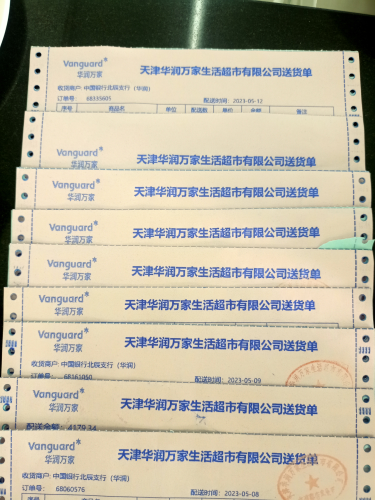 Vanguard
华润万家
天津华润万家生活超市有限公司送货单
收货商户: 中国银行北辰支行（华润）
订单号: 68335605 配送时间: 2023-05-12
序号 商品名 单位 配送数 单价 金额 备注
Vanguard
华润万家
天津华润万家生活超市有限公司送货单
Vanguard
华润万家
天津华润万家生活超市有限公司送货单
Vanguard
华润万家
天津华润万家生活超市有限公司送货单
Vanguard
华润万家
天津华润万家生活超市有限公司送货单
Vanguard
华润万家
天津华润万家生活超市有限公司送货单
Vanguard
华润万家
天津华润万家生活超市有限公司送货单
收货商户: 中国银行北辰支行（华润）
订单号: 配送时间: 2023-05-09
Vanguard
华润万家
天津华润万家生活超市有限公司送货单
Vanguard
华润万家
天津华润万家生活超市有限公司送货单
收货商户: 中国银行北辰支行（华润）
订单号: 68060576 配送时间: 2023-05-08